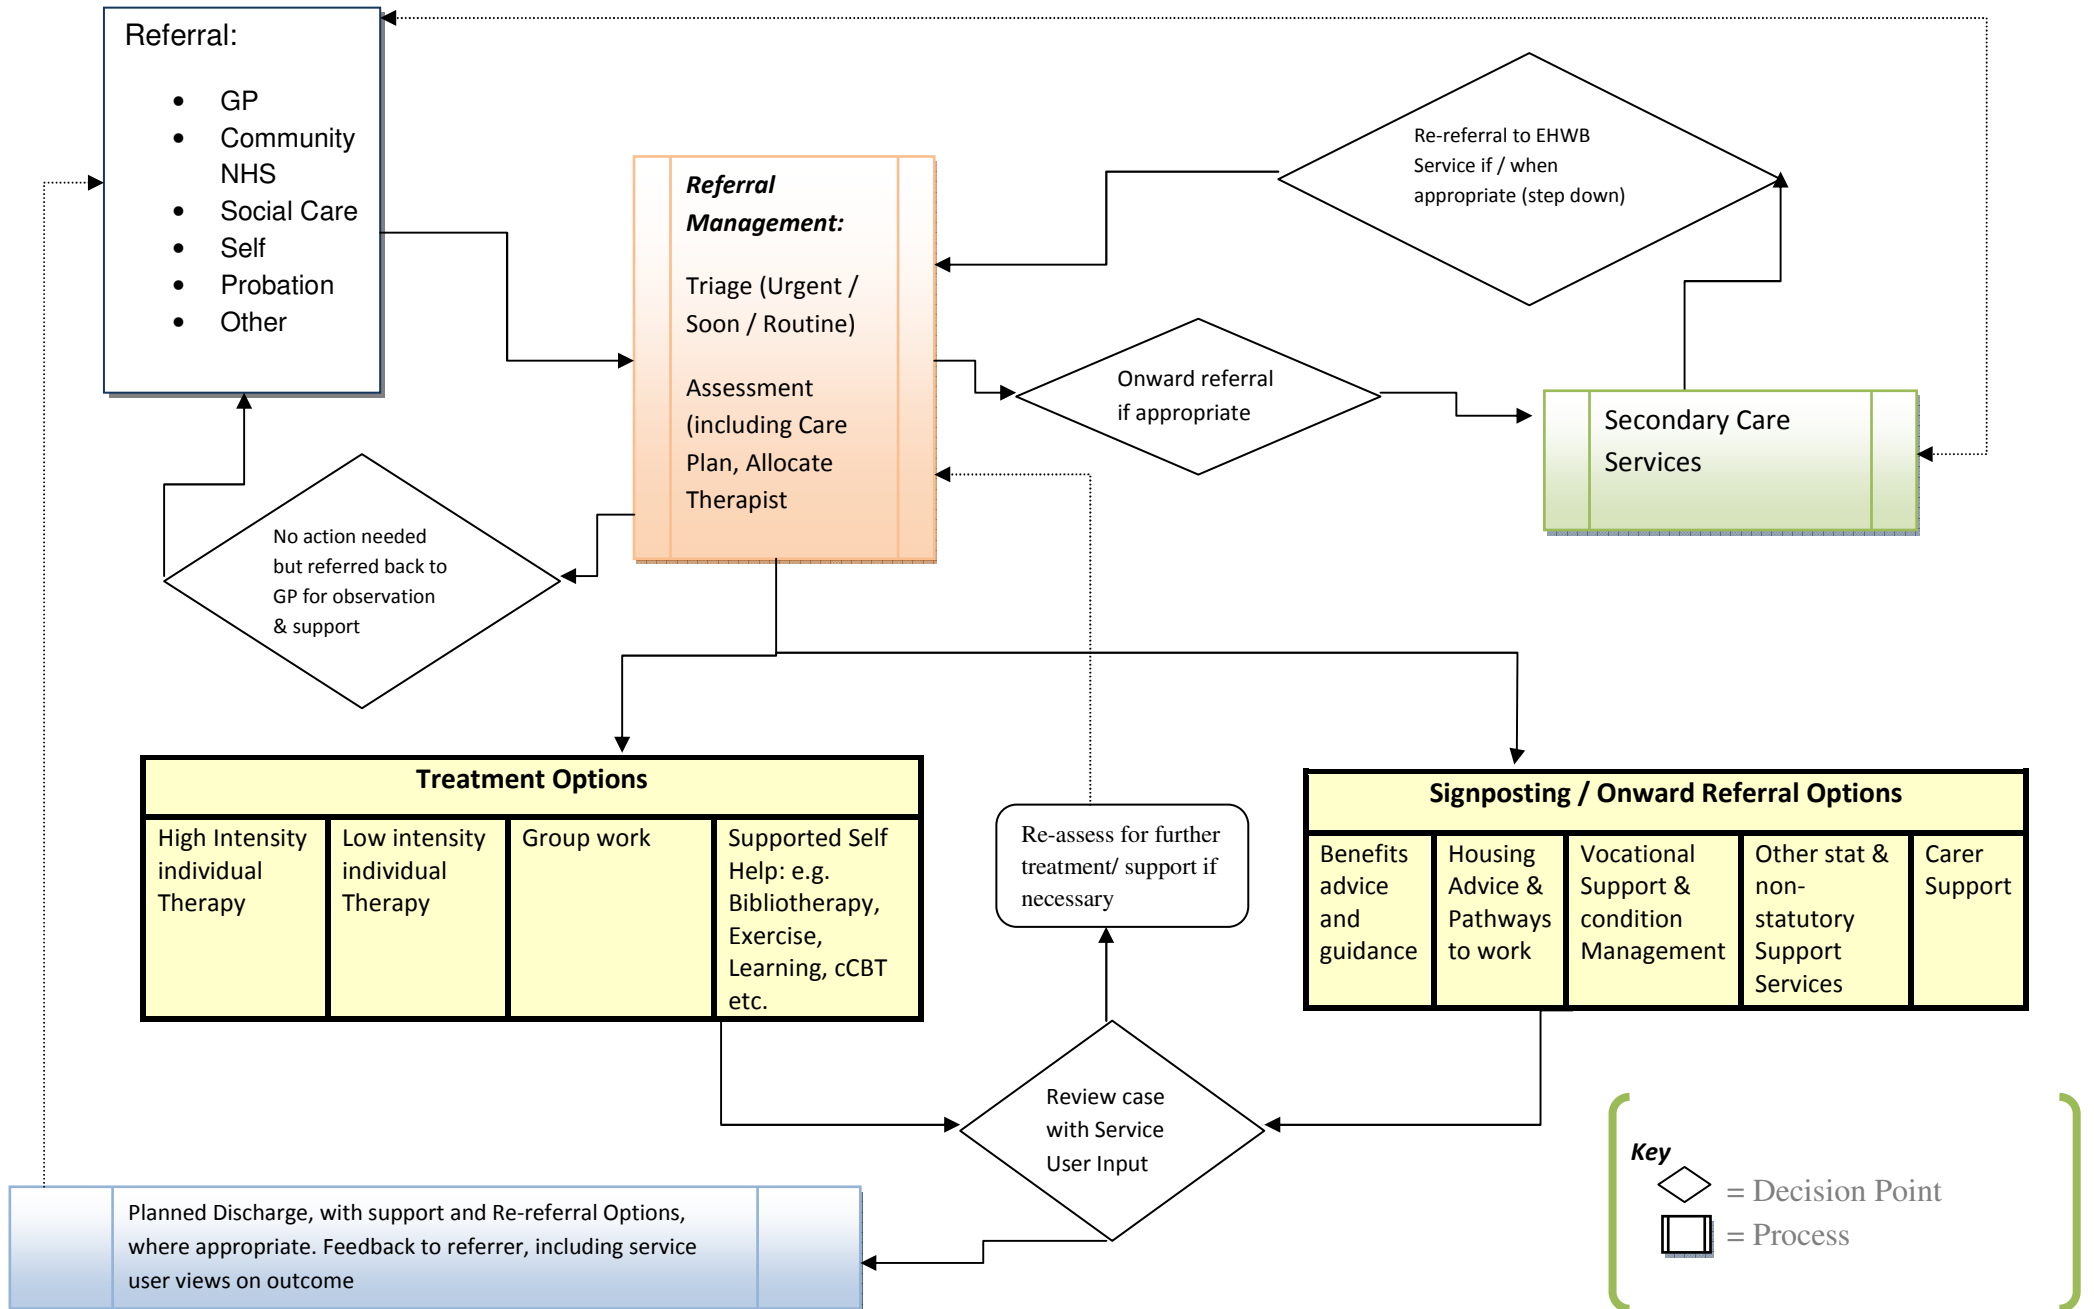 Referral:
• GP
• Community
NHS
• Social Care
• Self
• Probation
• Other
Referral
Management:
Triage (Urgent /
Soon / Routine)
Assessment
(including Care
Plan, Allocate
Therapist
Re-referral to EHWB
Service if / when
appropriate (step down)
Onward referral
if appropriate
Secondary Care
Services
No action needed
but referred back to
GP for observation
& support
Treatment Options
High Intensity
individual
Therapy
Low intensity
individual
Therapy
Group work
Supported Self
Help: e.g.
Bibliotherapy,
Exercise,
Learning, cCBT
etc.
Re-assess for further
treatment/ support if
necessary
Signposting / Onward Referral Options
Benefits
advice
and
guidance
Housing
Advice &
Pathways
to work
Vocational
Support &
condition
Management
Other stat &
non-
statutory
Support
Services
Carer
Support
Review case
with Service
User Input
Planned Discharge, with support and Re-referral Options,
where appropriate. Feedback to referrer, including service
user views on outcome
Key
= Decision Point
= Process